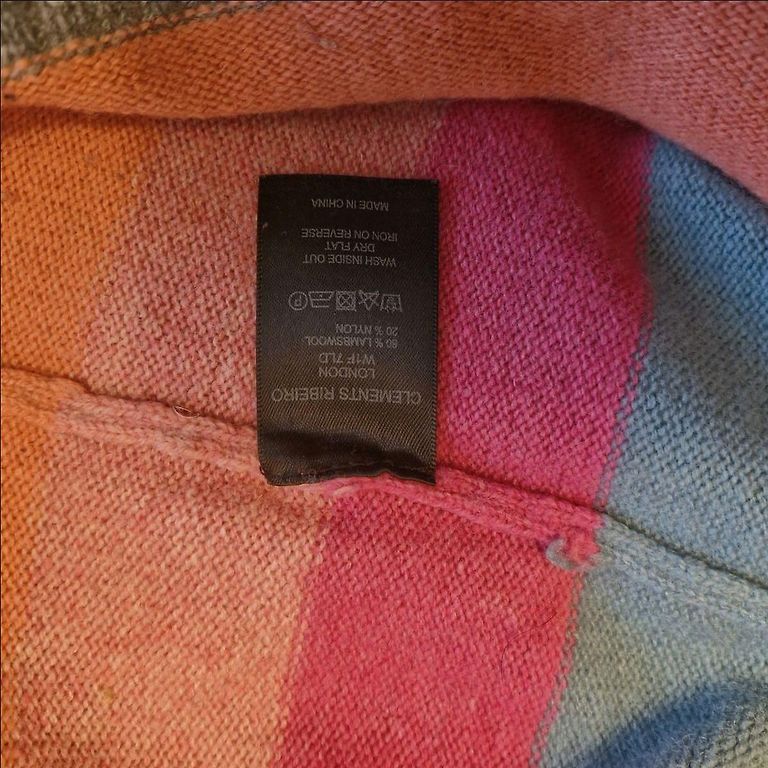 CLEMENTS RIBEIRO
LONDON
W1F 7LD
80 % LAMBSWOOL
20 % NYLON
P
WASH INSIDE OUT
DRY FLAT
IRON ON REVERSE
MADE IN CHINA